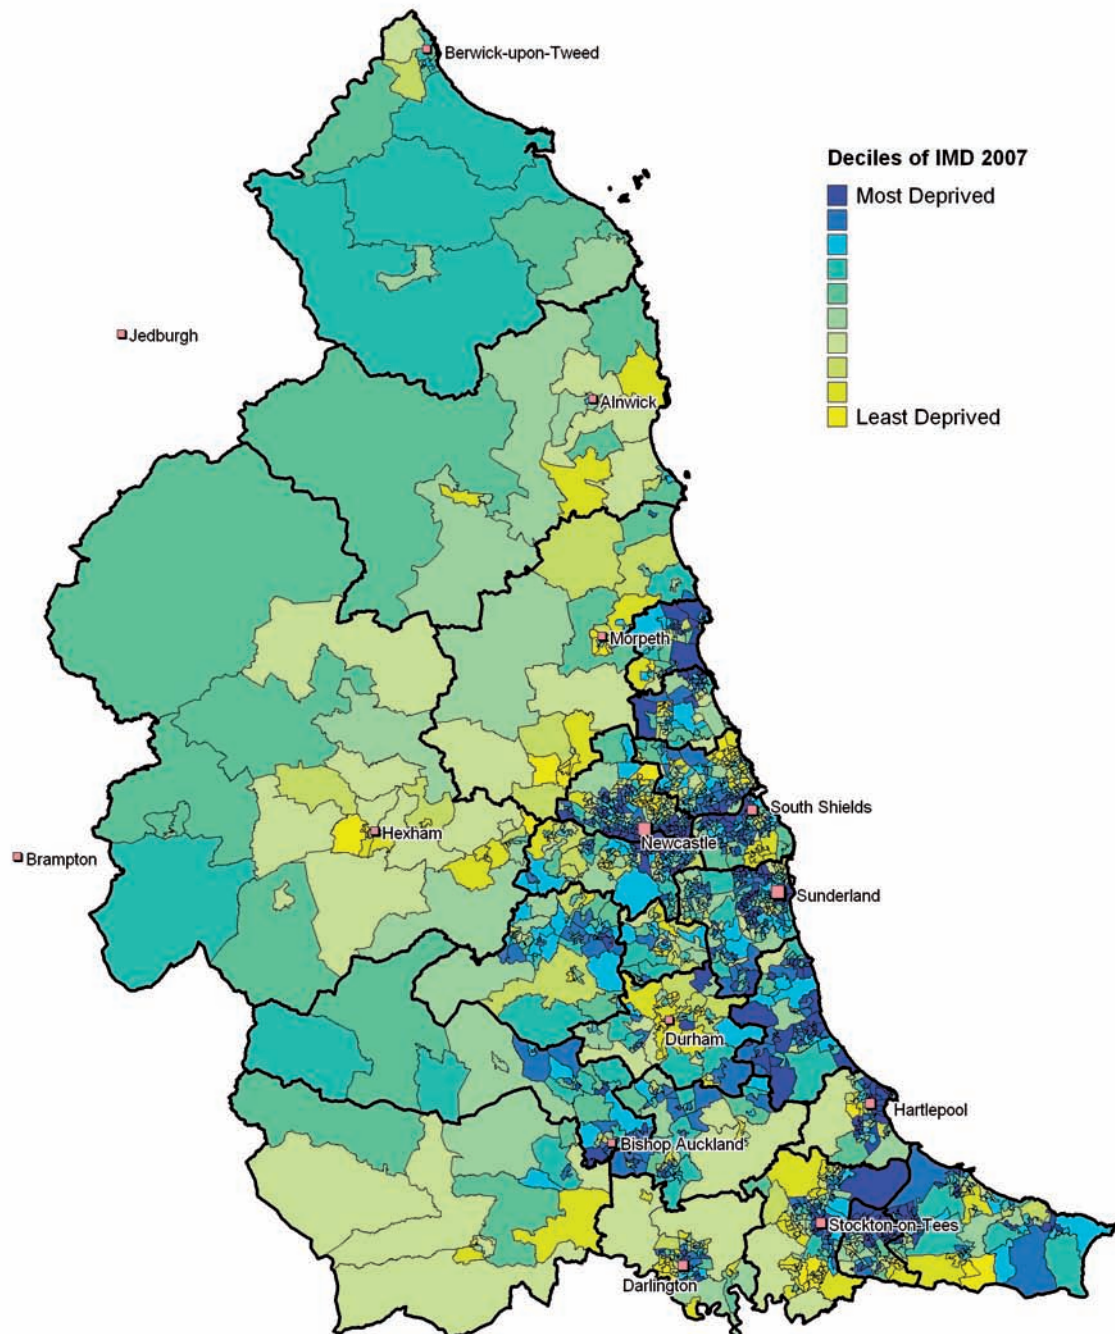 Berwick-upon-Tweed
Deciles of IMD 2007
Most Deprived
Least Deprived
Jedburgh
Alnwick
Morpeth
South Shields
Newcastle
Hexham
Brampton
Sunderland
Durham
Hartlepool
Bishop Auckland
Stockton-on-Tees
Darlington